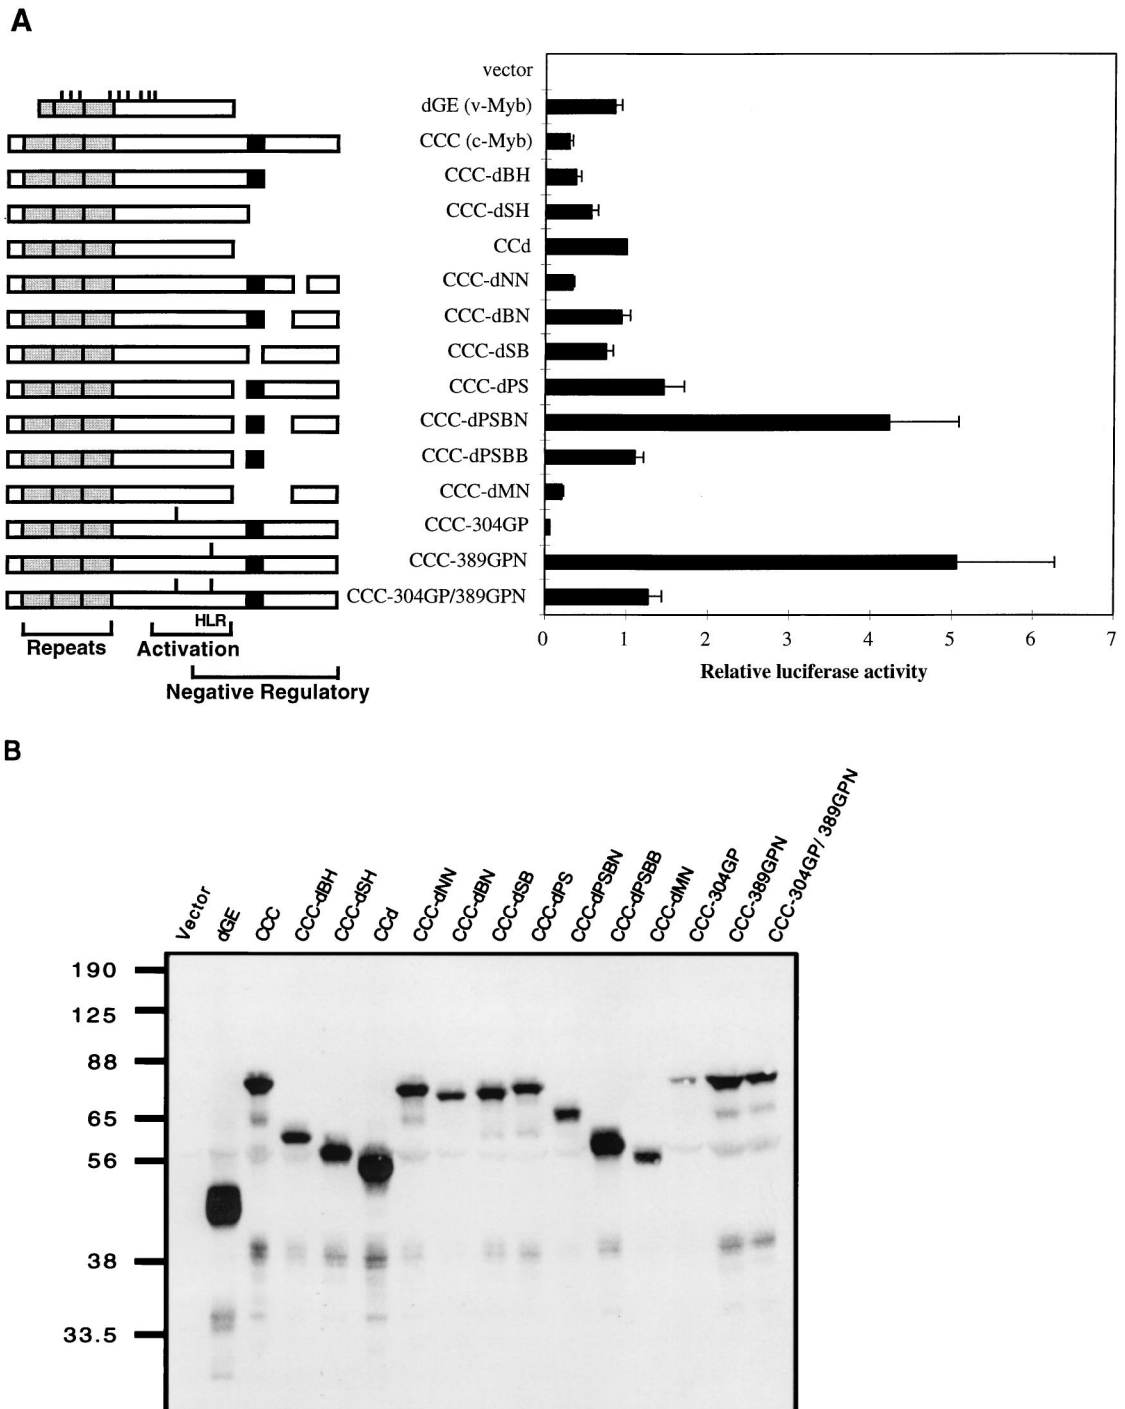 A
vector
dGE (v-Myb)
CCC (c-Myb)
CCC-dBH
CCC-dSH
CCd
CCC-dNN
CCC-dBN
CCC-dSB
CCC-dPS
CCC-dPSBN
CCC-dPSBB
CCC-dMN
CCC-304GP
CCC-389GPN
CCC-304GP/389GPN
HLR
Repeats
Activation
Negative Regulatory
0 1 2 3 4 5 6 7
Relative luciferase activity
B
Vector
dGE
CCC
CCC-dBH
CCC-dSH
CCd
CCC-dNN
CCC-dBN
CCC-dSB
CCC-dPS
CCC-dPSBN
CCC-dPSBB
CCC-dMN
CCC-304GP
CCC-389GPN
CCC-304GP/ 389GPN
190
125
88
65
56
38
33.5